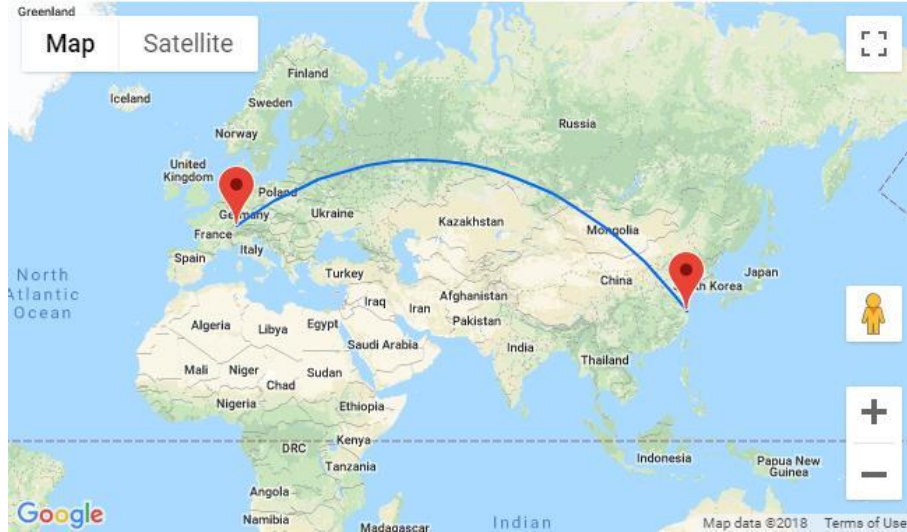 Greenland
Map Satellite
Finland
Iceland
Sweden
Russia
Norway
United
Kingdom
Poland
Germany
Ukraine
France
Kazakhstan
Mongolia
Italy
Spain
North
Atlantic
Ocean
Turkey
China
th Korea
Japan
Iraq
Iran
Afghanistan
Pakistan
Algeria
Libya
Egypt
Saudi Arabia
India
Thailand
Mali
Niger
Chad
Sudan
Nigeria
Ethiopia
DRC
Kenya
Tanzania
Indonesia
Papua New
Guinea
Angola
Namibia
Madagascar
Indian
Google
Map data ©2018 Terms of Use